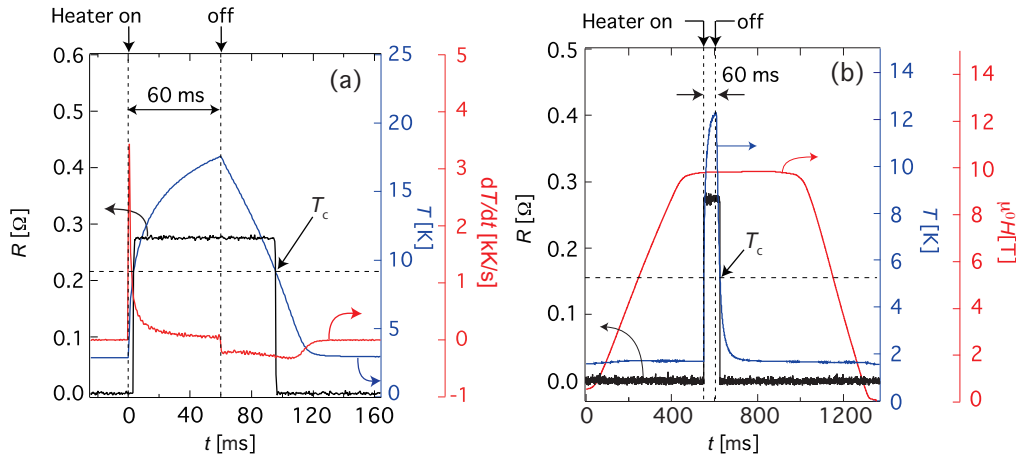 Heater on off
(a)
60 ms
Tc
0.6
0.5
0.4
0.3
0.2
0.1
0.0
R [Ω]
0 40 80 120 160
t [ms]
25
20
15
10
5
0
T [K]
5
4
3
2
1
0
-1
dT/dt [kK/s]
Heater on off
(b)
60 ms
Tc
0.5
0.4
0.3
0.2
0.1
0.0
R [Ω]
0 400 800 1200
t [ms]
14
12
10
8
6
4
2
0
T [K]
14
12
10
8
6
4
2
0
μ⁰H[T]